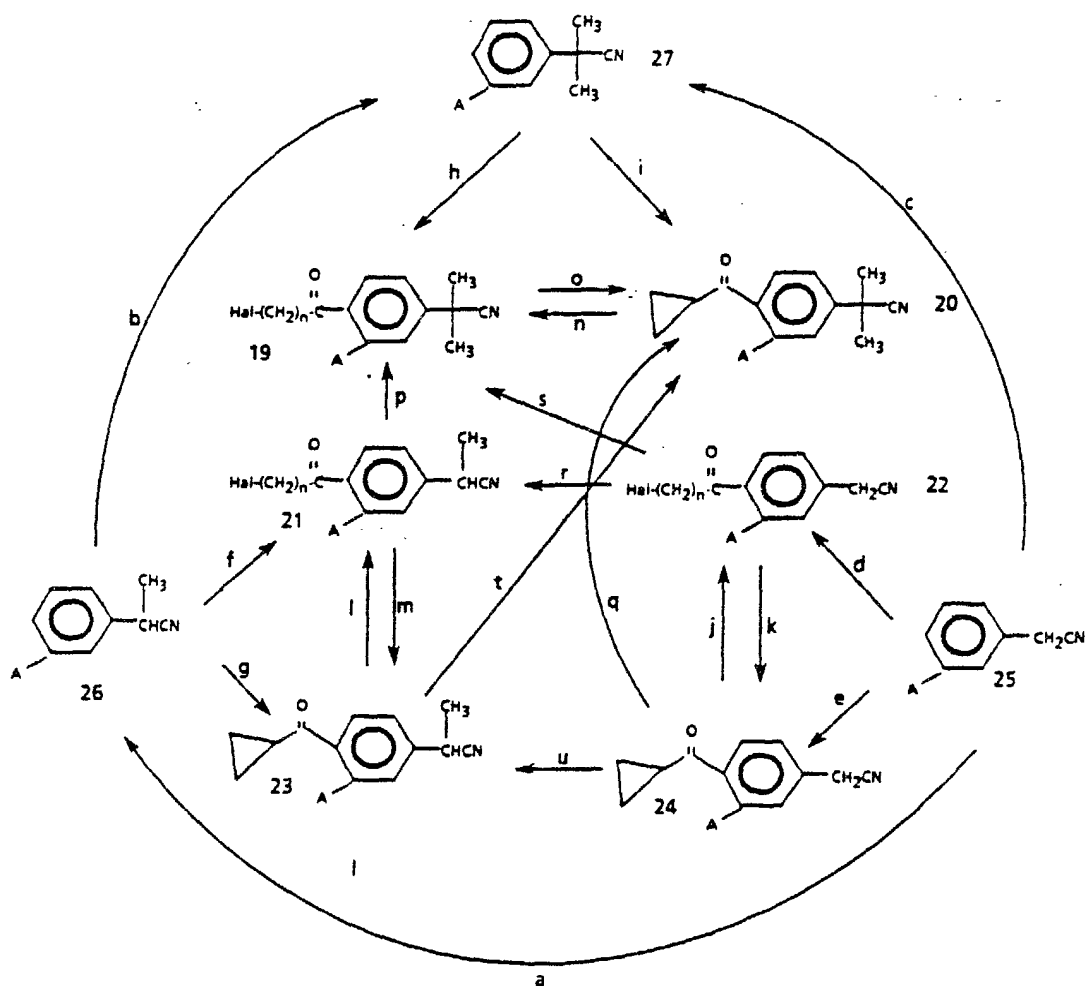 CH₃
CN 27
CH₃
A
h i
c
b
O CH₃
Hal-(CH₂)ₙ-C CN
CH₃
19 A
o
n
O CH₃
CN 20
CH₃
A
p s
O CH₃
Hal-(CH₂)ₙ-C CHCN
21 A
r
O
Hal-(CH₂)ₙ-C CH₂CN 22
A
f t q d
l m j k
CH₃
CHCN
A 26
CH₂CN
A 25
g e
O CH₃
CHCN
23 A
u
O
CH₂CN
24 A
l
a